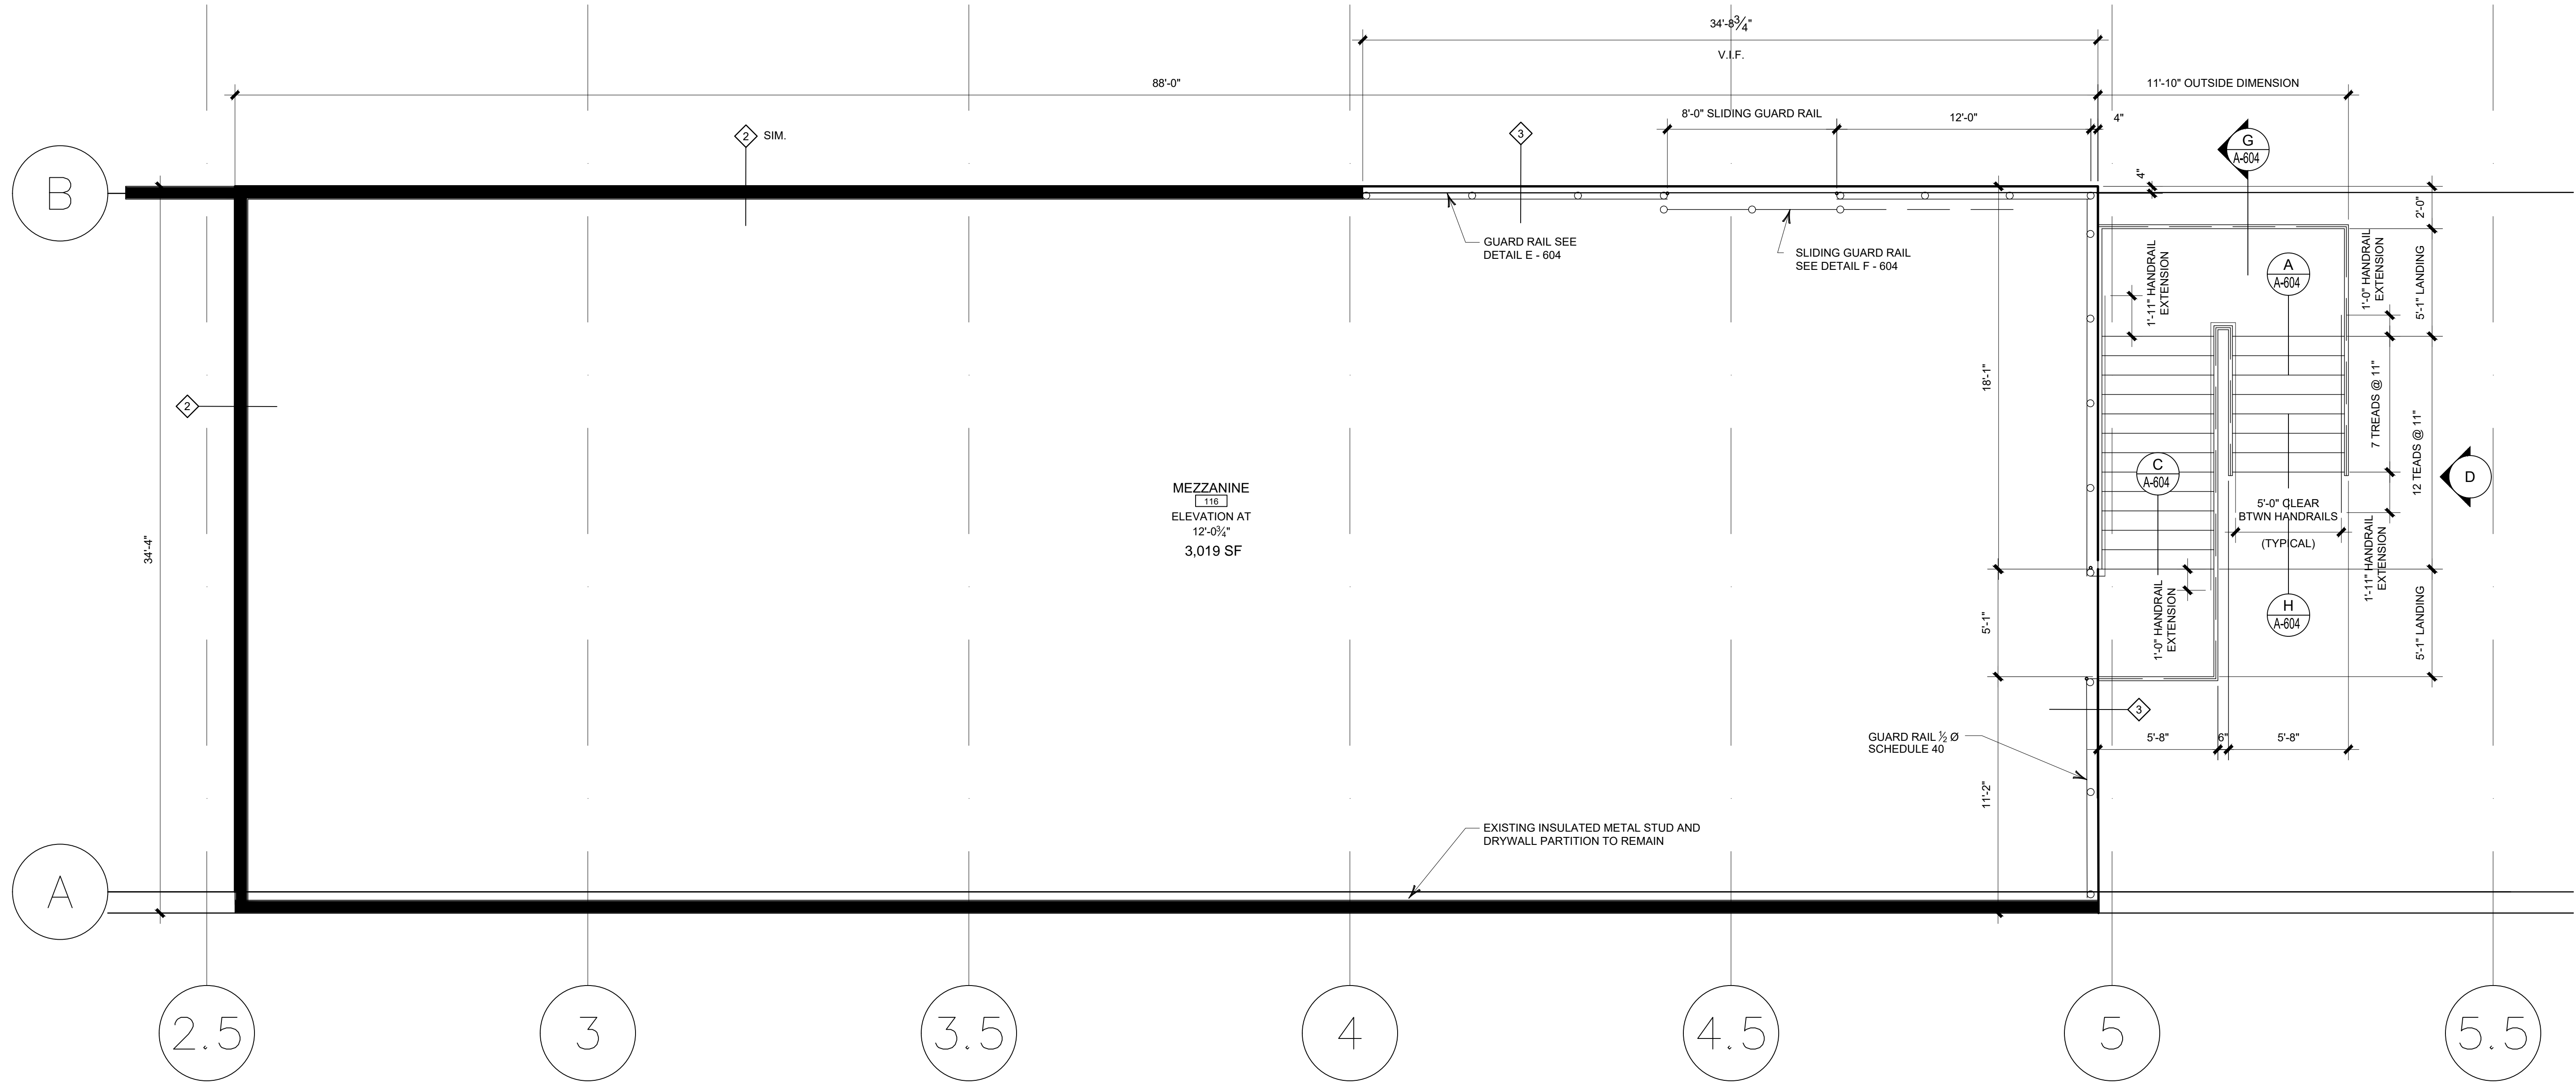 34'-8 3/4"
V.I.F.
88'-0"
11'-10" OUTSIDE DIMENSION
8'-0" SLIDING GUARD RAIL
12'-0"
4"
2
SIM.
3
G
A-604
B
4"
2'-0"
GUARD RAIL SEE
DETAIL E - 604
SLIDING GUARD RAIL
SEE DETAIL F - 604
1'-11" HANDRAIL
EXTENSION
A
A-604
1'-0" HANDRAIL
EXTENSION
5'-1" LANDING
2
18'-1"
7 TREADS @ 11"
12 TEADS @ 11"
C
A-604
D
MEZZANINE
116
ELEVATION AT
12'-0 3/4"
3,019 SF
5'-0" CLEAR
BTWN HANDRAILS
(TYPICAL)
34'-4"
1'-11" HANDRAIL
EXTENSION
5'-1"
1'-0" HANDRAIL
EXTENSION
H
A-604
5'-1" LANDING
3
GUARD RAIL 1/2 Ø
SCHEDULE 40
5'-8"
6"
5'-8"
11'-2"
EXISTING INSULATED METAL STUD AND
DRYWALL PARTITION TO REMAIN
A
2.5
3
3.5
4
4.5
5
5.5